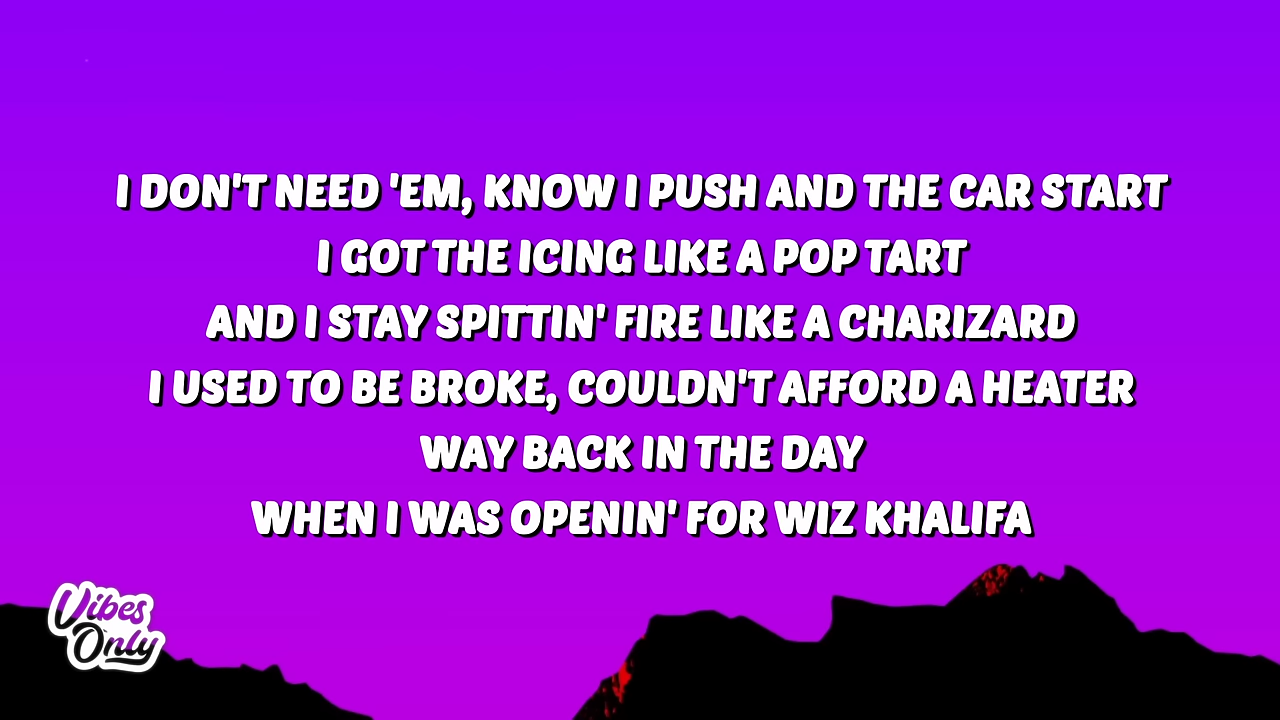 I DON'T NEED 'EM, KNOW I PUSH AND THE CAR START
I GOT THE ICING LIKE A POP TART
AND I STAY SPITTIN' FIRE LIKE A CHARIZARD
I USED TO BE BROKE, COULDN'T AFFORD A HEATER
WAY BACK IN THE DAY
WHEN I WAS OPENIN' FOR WIZ KHALIFA
Vibes
Only